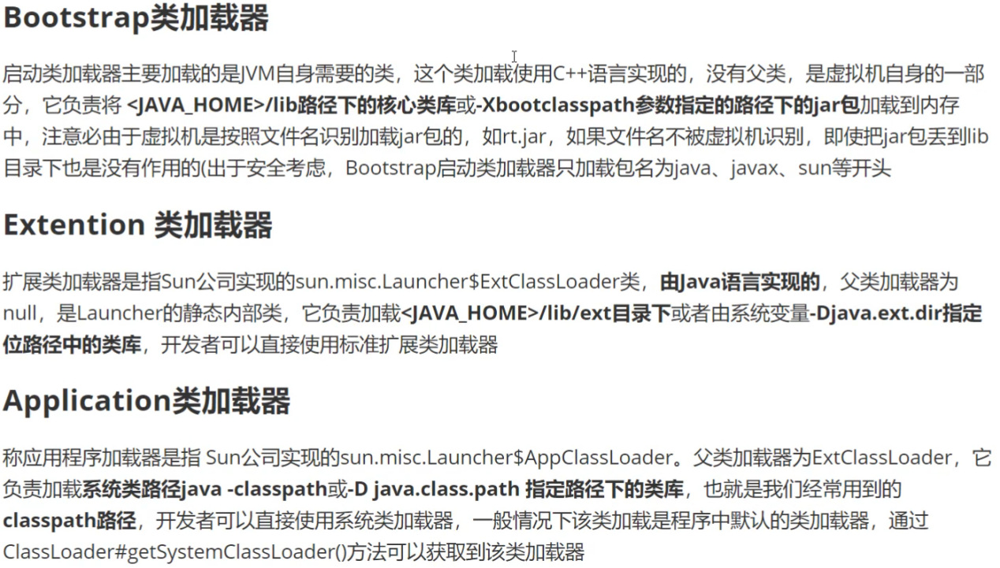 Bootstrap类加载器
启动类加载器主要加载的是JVM自身需要的类，这个类加载使用C++语言实现的，没有父类，是虚拟机自身的一部
分，它负责将 <JAVA_HOME>/lib路径下的核心类库或-Xbootclasspath参数指定的路径下的jar包加载到内存
中，注意必由于虚拟机是按照文件名识别加载jar包的，如rt.jar，如果文件名不被虚拟机识别，即使把jar包丢到lib
目录下也是没有作用的(出于安全考虑，Bootstrap启动类加载器只加载包名为java、javax、sun等开头
Extention 类加载器
扩展类加载器是指Sun公司实现的sun.misc.Launcher$ExtClassLoader类，由Java语言实现的，父类加载器为
null，是Launcher的静态内部类，它负责加载<JAVA_HOME>/lib/ext目录下或者由系统变量-Djava.ext.dir指定
位路径中的类库，开发者可以直接使用标准扩展类加载器
Application类加载器
称应用程序加载器是指 Sun公司实现的sun.misc.Launcher$AppClassLoader。父类加载器为ExtClassLoader，它
负责加载系统类路径java -classpath或-D java.class.path 指定路径下的类库，也就是我们经常用到的
classpath路径，开发者可以直接使用系统类加载器，一般情况下该类加载是程序中默认的类加载器，通过
ClassLoader#getSystemClassLoader()方法可以获取到该类加载器